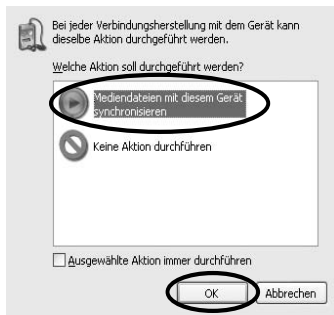 Bei jeder Verbindungsherstellung mit dem Gerät kann
dieselbe Aktion durchgeführt werden.
Welche Aktion soll durchgeführt werden?
Mediendateien mit diesem Gerät
synchronisieren
Keine Aktion durchführen
Ausgewählte Aktion immer durchführen
OK Abbrechen